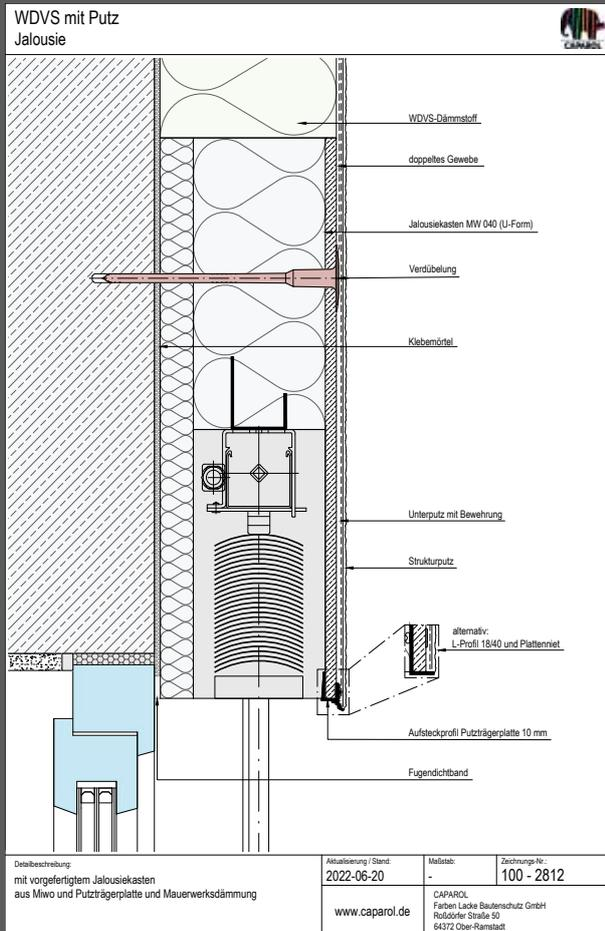 WDVS mit Putz
Jalousie
CAPAROL
WDVS-Dämmstoff
doppeltes Gewebe
Jalousiekasten MW 040 (U-Form)
Verdübelung
Klebemörtel
Unterputz mit Bewehrung
Strukturputz
alternativ:
L-Profil 18/40 und Plattenniet
Aufsteckprofil Putzträgerplatte 10 mm
Fugendichtband
Detailbeschreibung:
mit vorgefertigtem Jalousiekasten
aus Miwo und Putzträgerplatte und Mauerwerksdämmung
Aktualisierung / Stand:
2022-06-20
Maßstab:
-
Zeichnungs-Nr.:
100 - 2812
www.caparol.de
CAPAROL
Farben Lacke Bautenschutz GmbH
Roßdörfer Straße 50
64372 Ober-Ramstadt